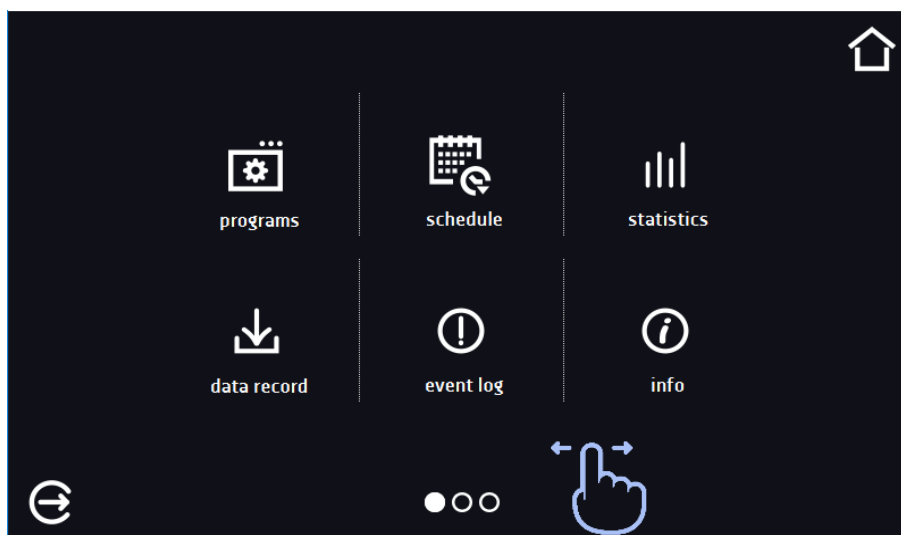 programs
schedule
statistics
data record
event log
info